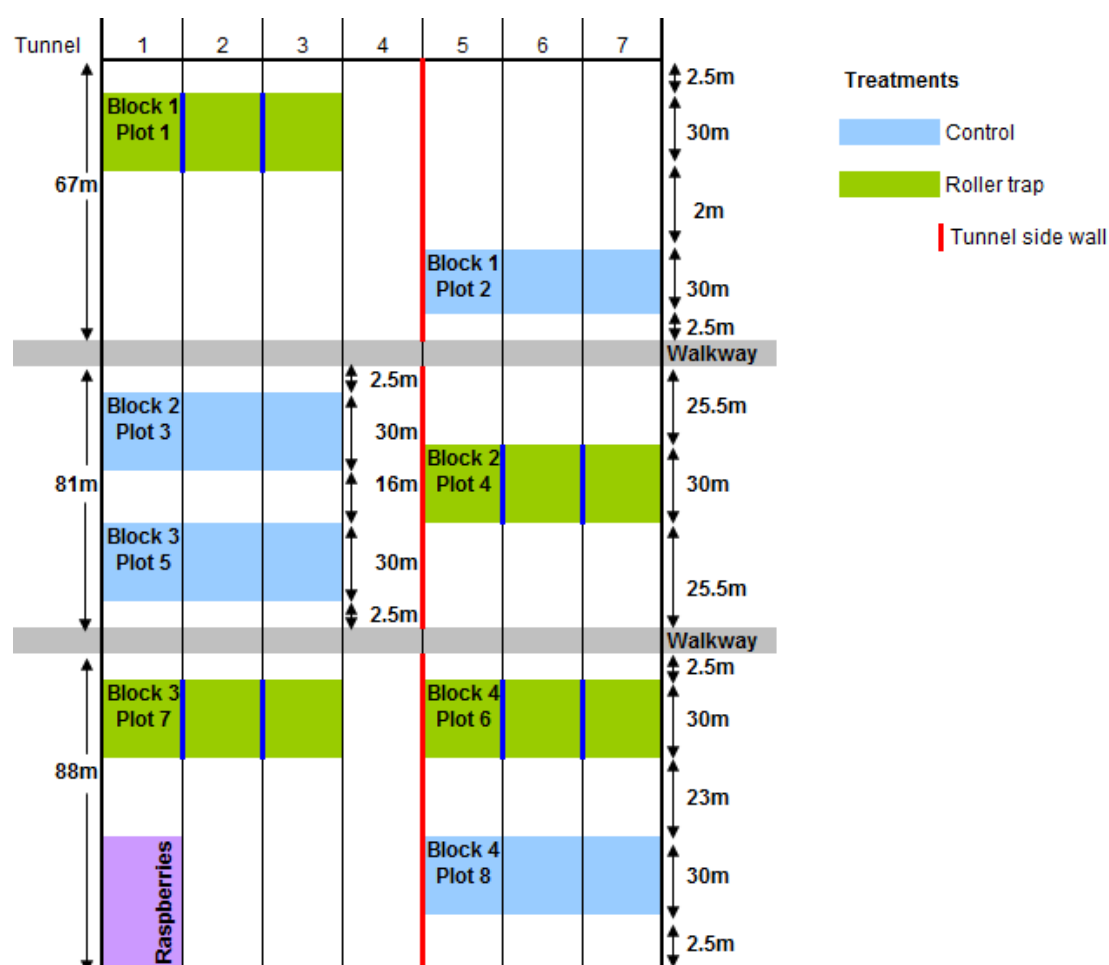 Tunnel 1 2 3 4 5 6 7
2.5m
Block 1
Plot 1
30m
67m
2m
Block 1
Plot 2
30m
2.5m
Walkway
2.5m
Block 2
Plot 3
30m
25.5m
81m
16m
Block 2
Plot 4
30m
Block 3
Plot 5
30m
25.5m
2.5m
Walkway
2.5m
Block 3
Plot 7
Block 4
Plot 6
30m
88m
23m
Raspberries
Block 4
Plot 8
30m
2.5m
Treatments
Control
Roller trap
Tunnel side wall